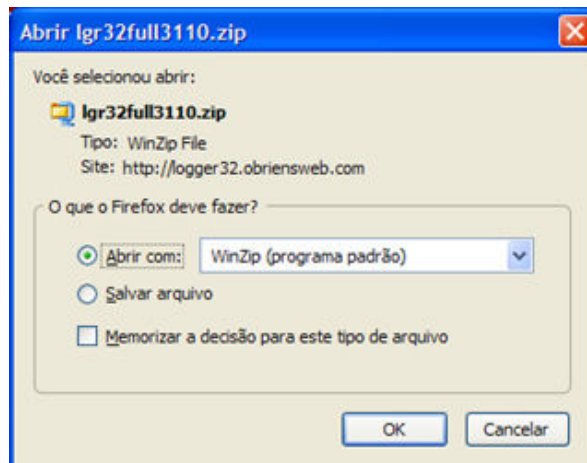 Abrir lgr32full3110.zip
Você selecionou abrir:
lgr32full3110.zip
Tipo: WinZip File
Site: http://logger32.obriensweb.com
O que o Firefox deve fazer?
Abrir com: WinZip (programa padrão)
Salvar arquivo
Memorizar a decisão para este tipo de arquivo
OK Cancelar